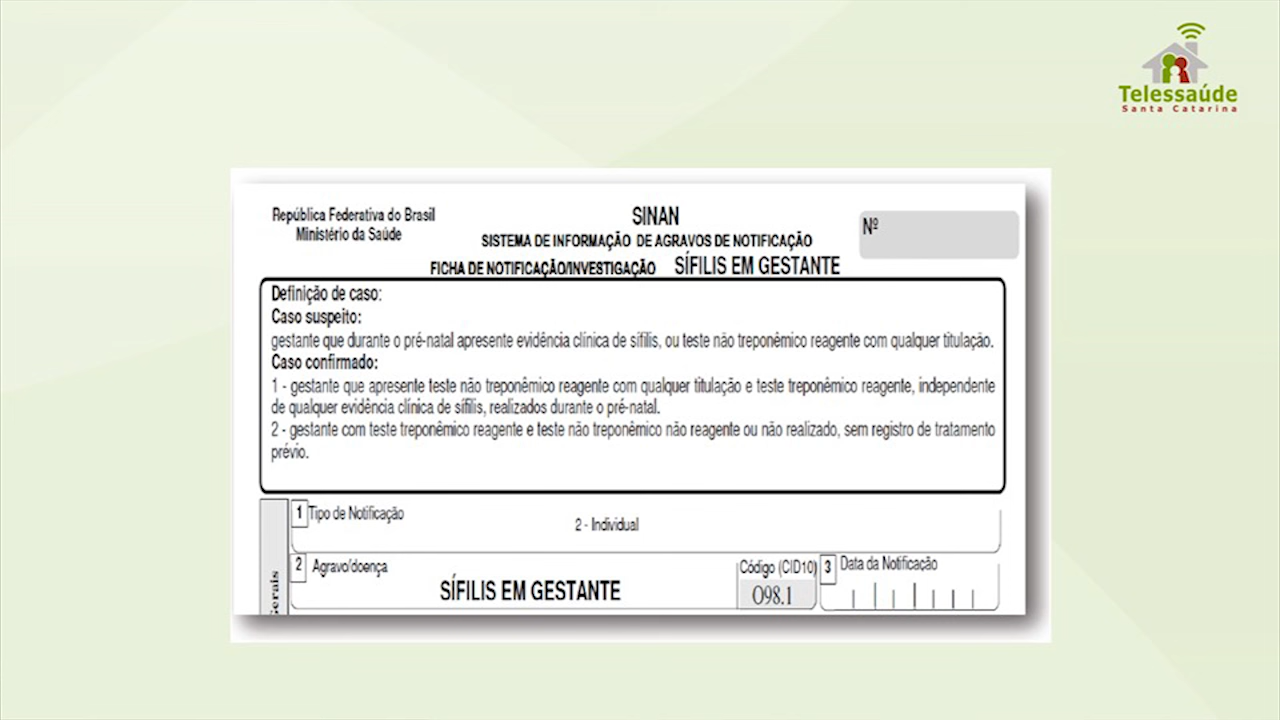 Telessaúde
Santa Catarina
República Federativa do Brasil
Ministério da Saúde
SINAN
SISTEMA DE INFORMAÇÃO DE AGRAVOS DE NOTIFICAÇÃO
FICHA DE NOTIFICAÇÃO/INVESTIGAÇÃO SÍFILIS EM GESTANTE
Nº
Definição de caso:
Caso suspeito:
gestante que durante o pré-natal apresente evidência clínica de sífilis, ou teste não treponêmico reagente com qualquer titulação.
Caso confirmado:
1 - gestante que apresente teste não treponêmico reagente com qualquer titulação e teste treponêmico reagente, independente
de qualquer evidência clínica de sífilis, realizados durante o pré-natal.
2 - gestante com teste treponêmico reagente e teste não treponêmico não reagente ou não realizado, sem registro de tratamento
prévio.
1 Tipo de Notificação
2 - Individual
2 Agravo/doença
SÍFILIS EM GESTANTE
Código (CID10)
O98.1
3 Data da Notificação